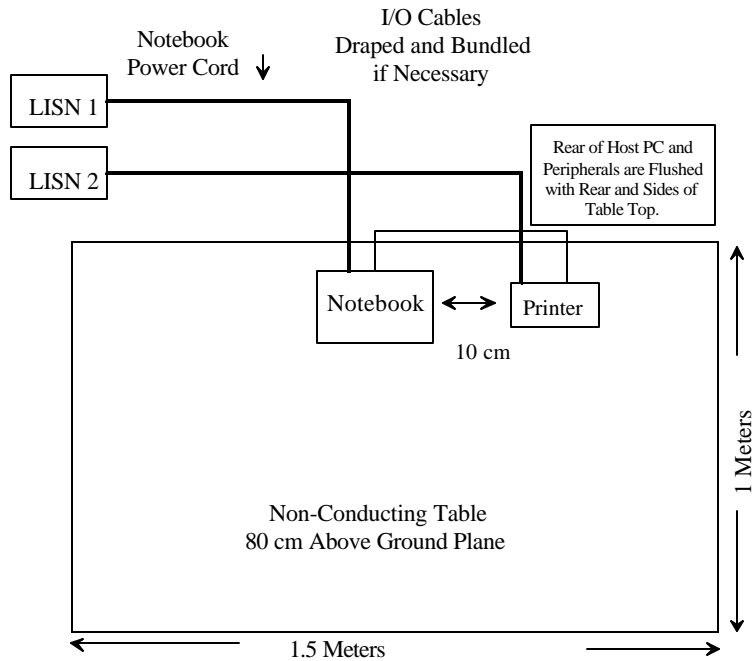 I/O Cables
Draped and Bundled
if Necessary
Notebook
Power Cord
LISN 1
LISN 2
Rear of Host PC and
Peripherals are Flushed
with Rear and Sides of
Table Top.
Notebook
Printer
10 cm
1 Meters
Non-Conducting Table
80 cm Above Ground Plane
1.5 Meters